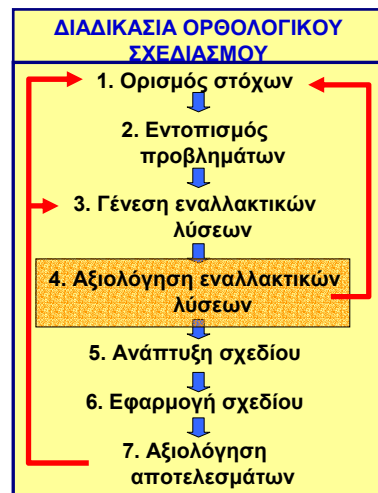 ΔΙΑΔΙΚΑΣΙΑ ΟΡΘΟΛΟΓΙΚΟΥ
ΣΧΕΔΙΑΣΜΟΥ
1. Ορισμός στόχων
2. Εντοπισμός
προβλημάτων
3. Γένεση εναλλακτικών
λύσεων
4. Αξιολόγηση εναλλακτικών
λύσεων
5. Ανάπτυξη σχεδίου
6. Εφαρμογή σχεδίου
7. Αξιολόγηση
αποτελεσμάτων